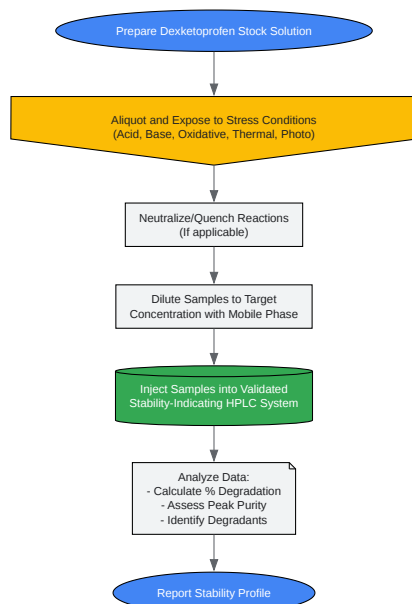 Prepare Dexketoprofen Stock Solution
Aliquot and Expose to Stress Conditions
(Acid, Base, Oxidative, Thermal, Photo)
Neutralize/Quench Reactions
(If applicable)
Dilute Samples to Target
Concentration with Mobile Phase
Inject Samples into Validated
Stability-Indicating HPLC System
Analyze Data:
- Calculate % Degradation
- Assess Peak Purity
- Identify Degradants
Report Stability Profile